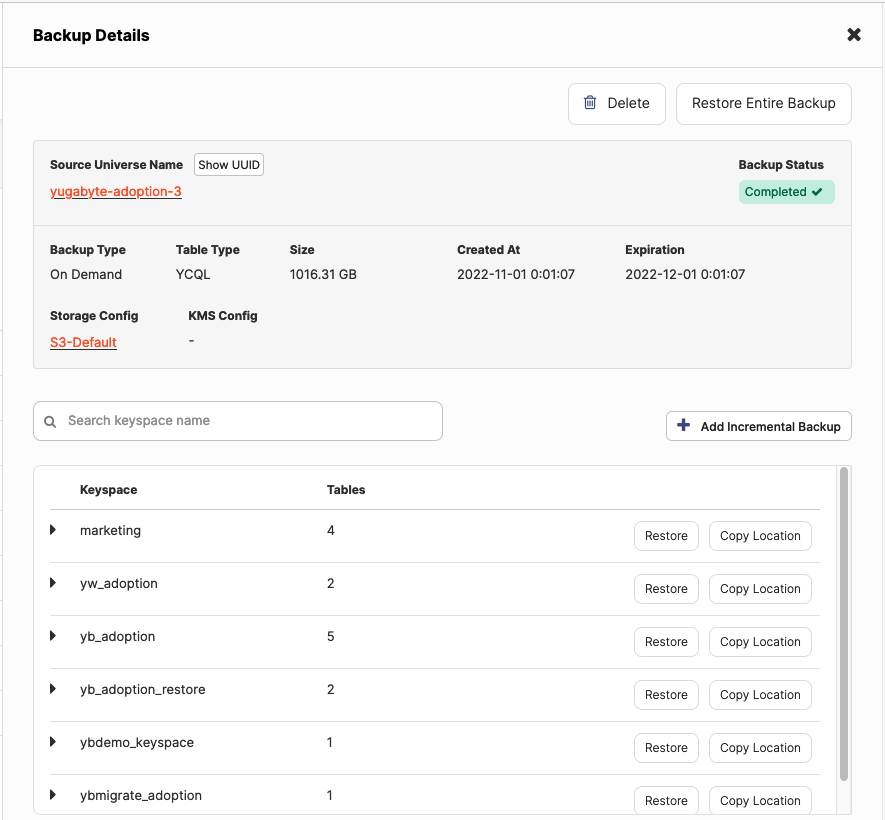 Backup Details
Delete
Restore Entire Backup
Source Universe Name Show UUID
Backup Status
yugabyte-adoption-3
Completed
Backup Type Table Type Size Created At Expiration
On Demand YCQL 1016.31 GB 2022-11-01 0:01:07 2022-12-01 0:01:07
Storage Config KMS Config
S3-Default -
Search keyspace name
Add Incremental Backup
Keyspace Tables
marketing 4 Restore Copy Location
yw_adoption 2 Restore Copy Location
yb_adoption 5 Restore Copy Location
yb_adoption_restore 2 Restore Copy Location
ybdemo_keyspace 1 Restore Copy Location
ybmigrate_adoption 1 Restore Copy Location